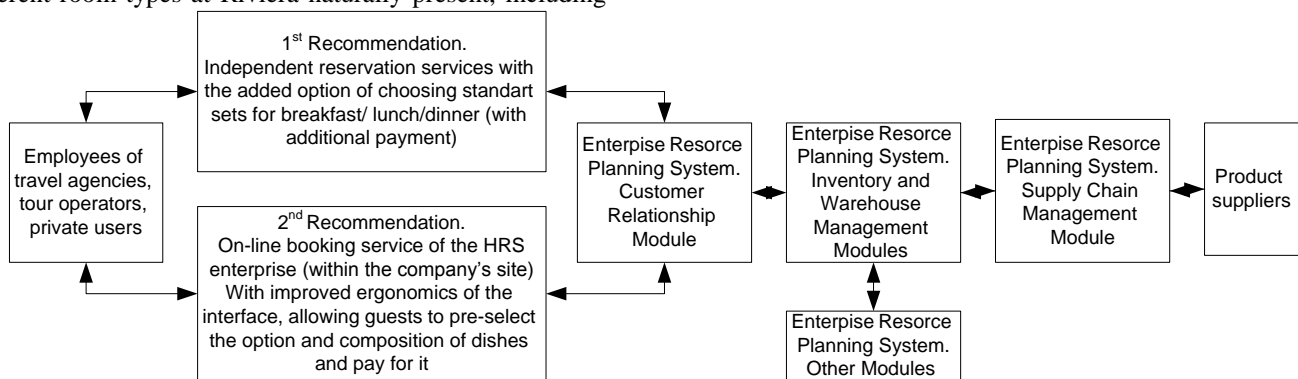 erent room types at Riviera naturally present, including
1st Recommendation.
Independent reservation services with
the added option of choosing standart
sets for breakfast/ lunch/dinner (with
additional payment)
Employees of
travel agencies,
tour operators,
private users
2nd Recommendation.
On-line booking service of the HRS
enterprise (within the company's site)
With improved ergonomics of the
interface, allowing guests to pre-select
the option and composition of dishes
and pay for it
Enterpise Resorce
Planning System.
Customer
Relationship
Module
Enterpise Resorce
Planning System.
Inventory and
Warehouse
Management
Modules
Enterpise Resorce
Planning System.
Other Modules
Enterpise Resorce
Planning System.
Supply Chain
Management
Module
Product
suppliers